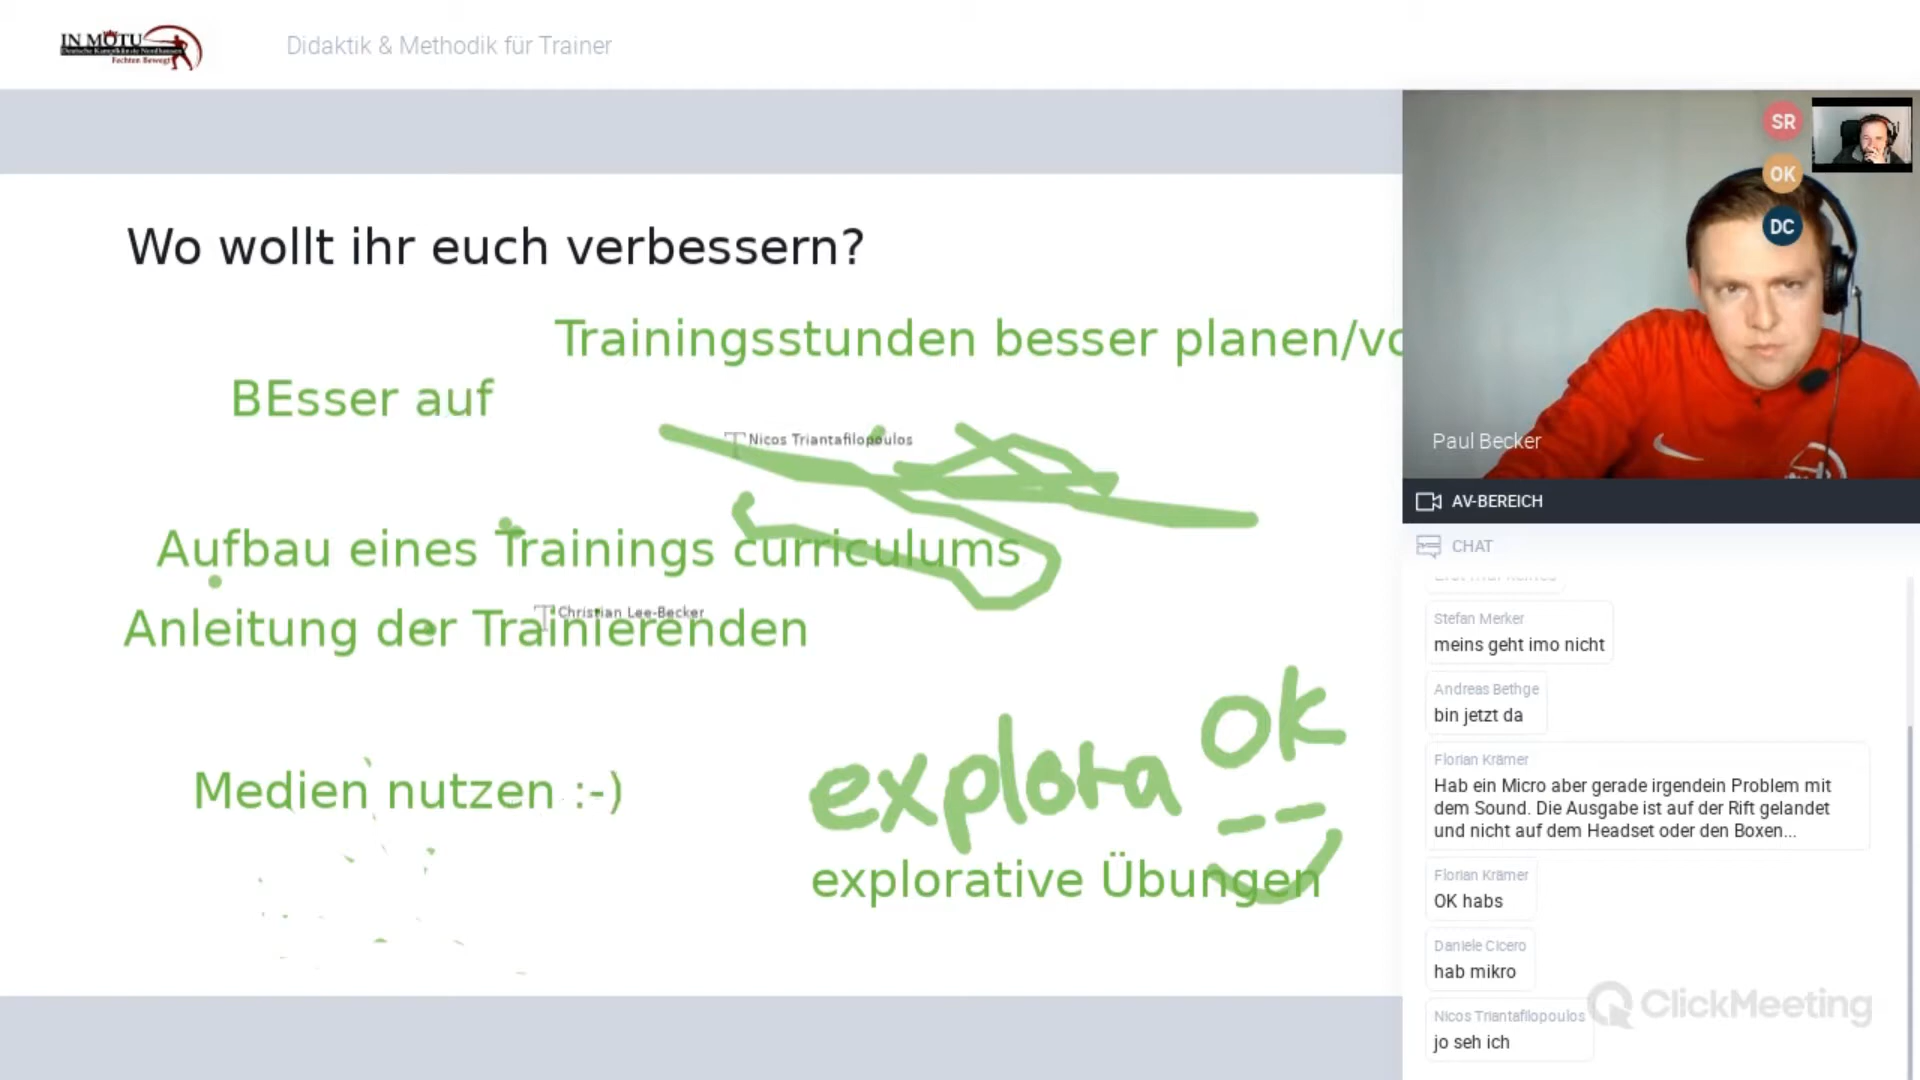 IN MOTU
Fechten Bewegt
Didaktik & Methodik für Trainer
Wo wollt ihr euch verbessern?
Trainingsstunden besser planen/vo
BEsser auf
Nicos Triantafilopoulos
Aufbau eines Trainings curriculums
Christian Lee-Becker
Anleitung der Trainierenden
Medien nutzen :-)
explora
OK
explorative Übungen
SR
OK
DC
Paul Becker
AV-BEREICH
CHAT
Stefan Merker
meins geht imo nicht
Andreas Bethge
bin jetzt da
Florian Krämer
Hab ein Micro aber gerade irgendein Problem mit
dem Sound. Die Ausgabe ist auf der Rift gelandet
und nicht auf dem Headset oder den Boxen...
Florian Krämer
OK habs
Daniele Cicero
hab mikro
Nicos Triantafilopoulos
jo seh ich
ClickMeeting